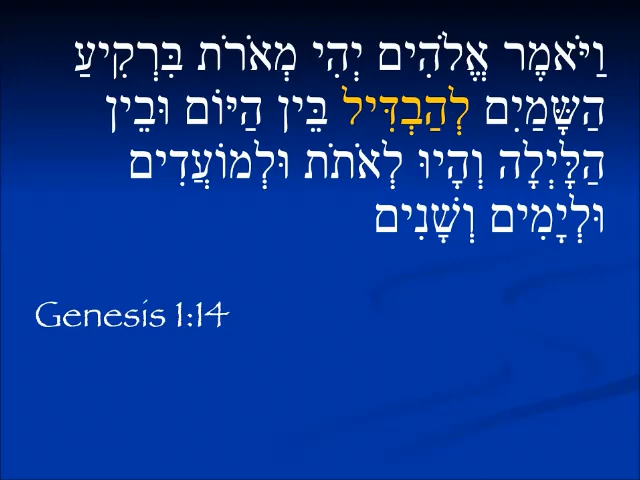 וַיֹּאמֶר אֱלֹהִים יְהִי מְאֹרֹת בִּרְקִיעַ
הַשָּׁמַיִם לְהַבְדִּיל בֵּין הַיּוֹם וּבֵין
הַלָּיְלָה וְהָיוּ לְאֹתֹת וּלְמוֹעֲדִים
וּלְיָמִים וְשָׁנִים
Genesis 1:14